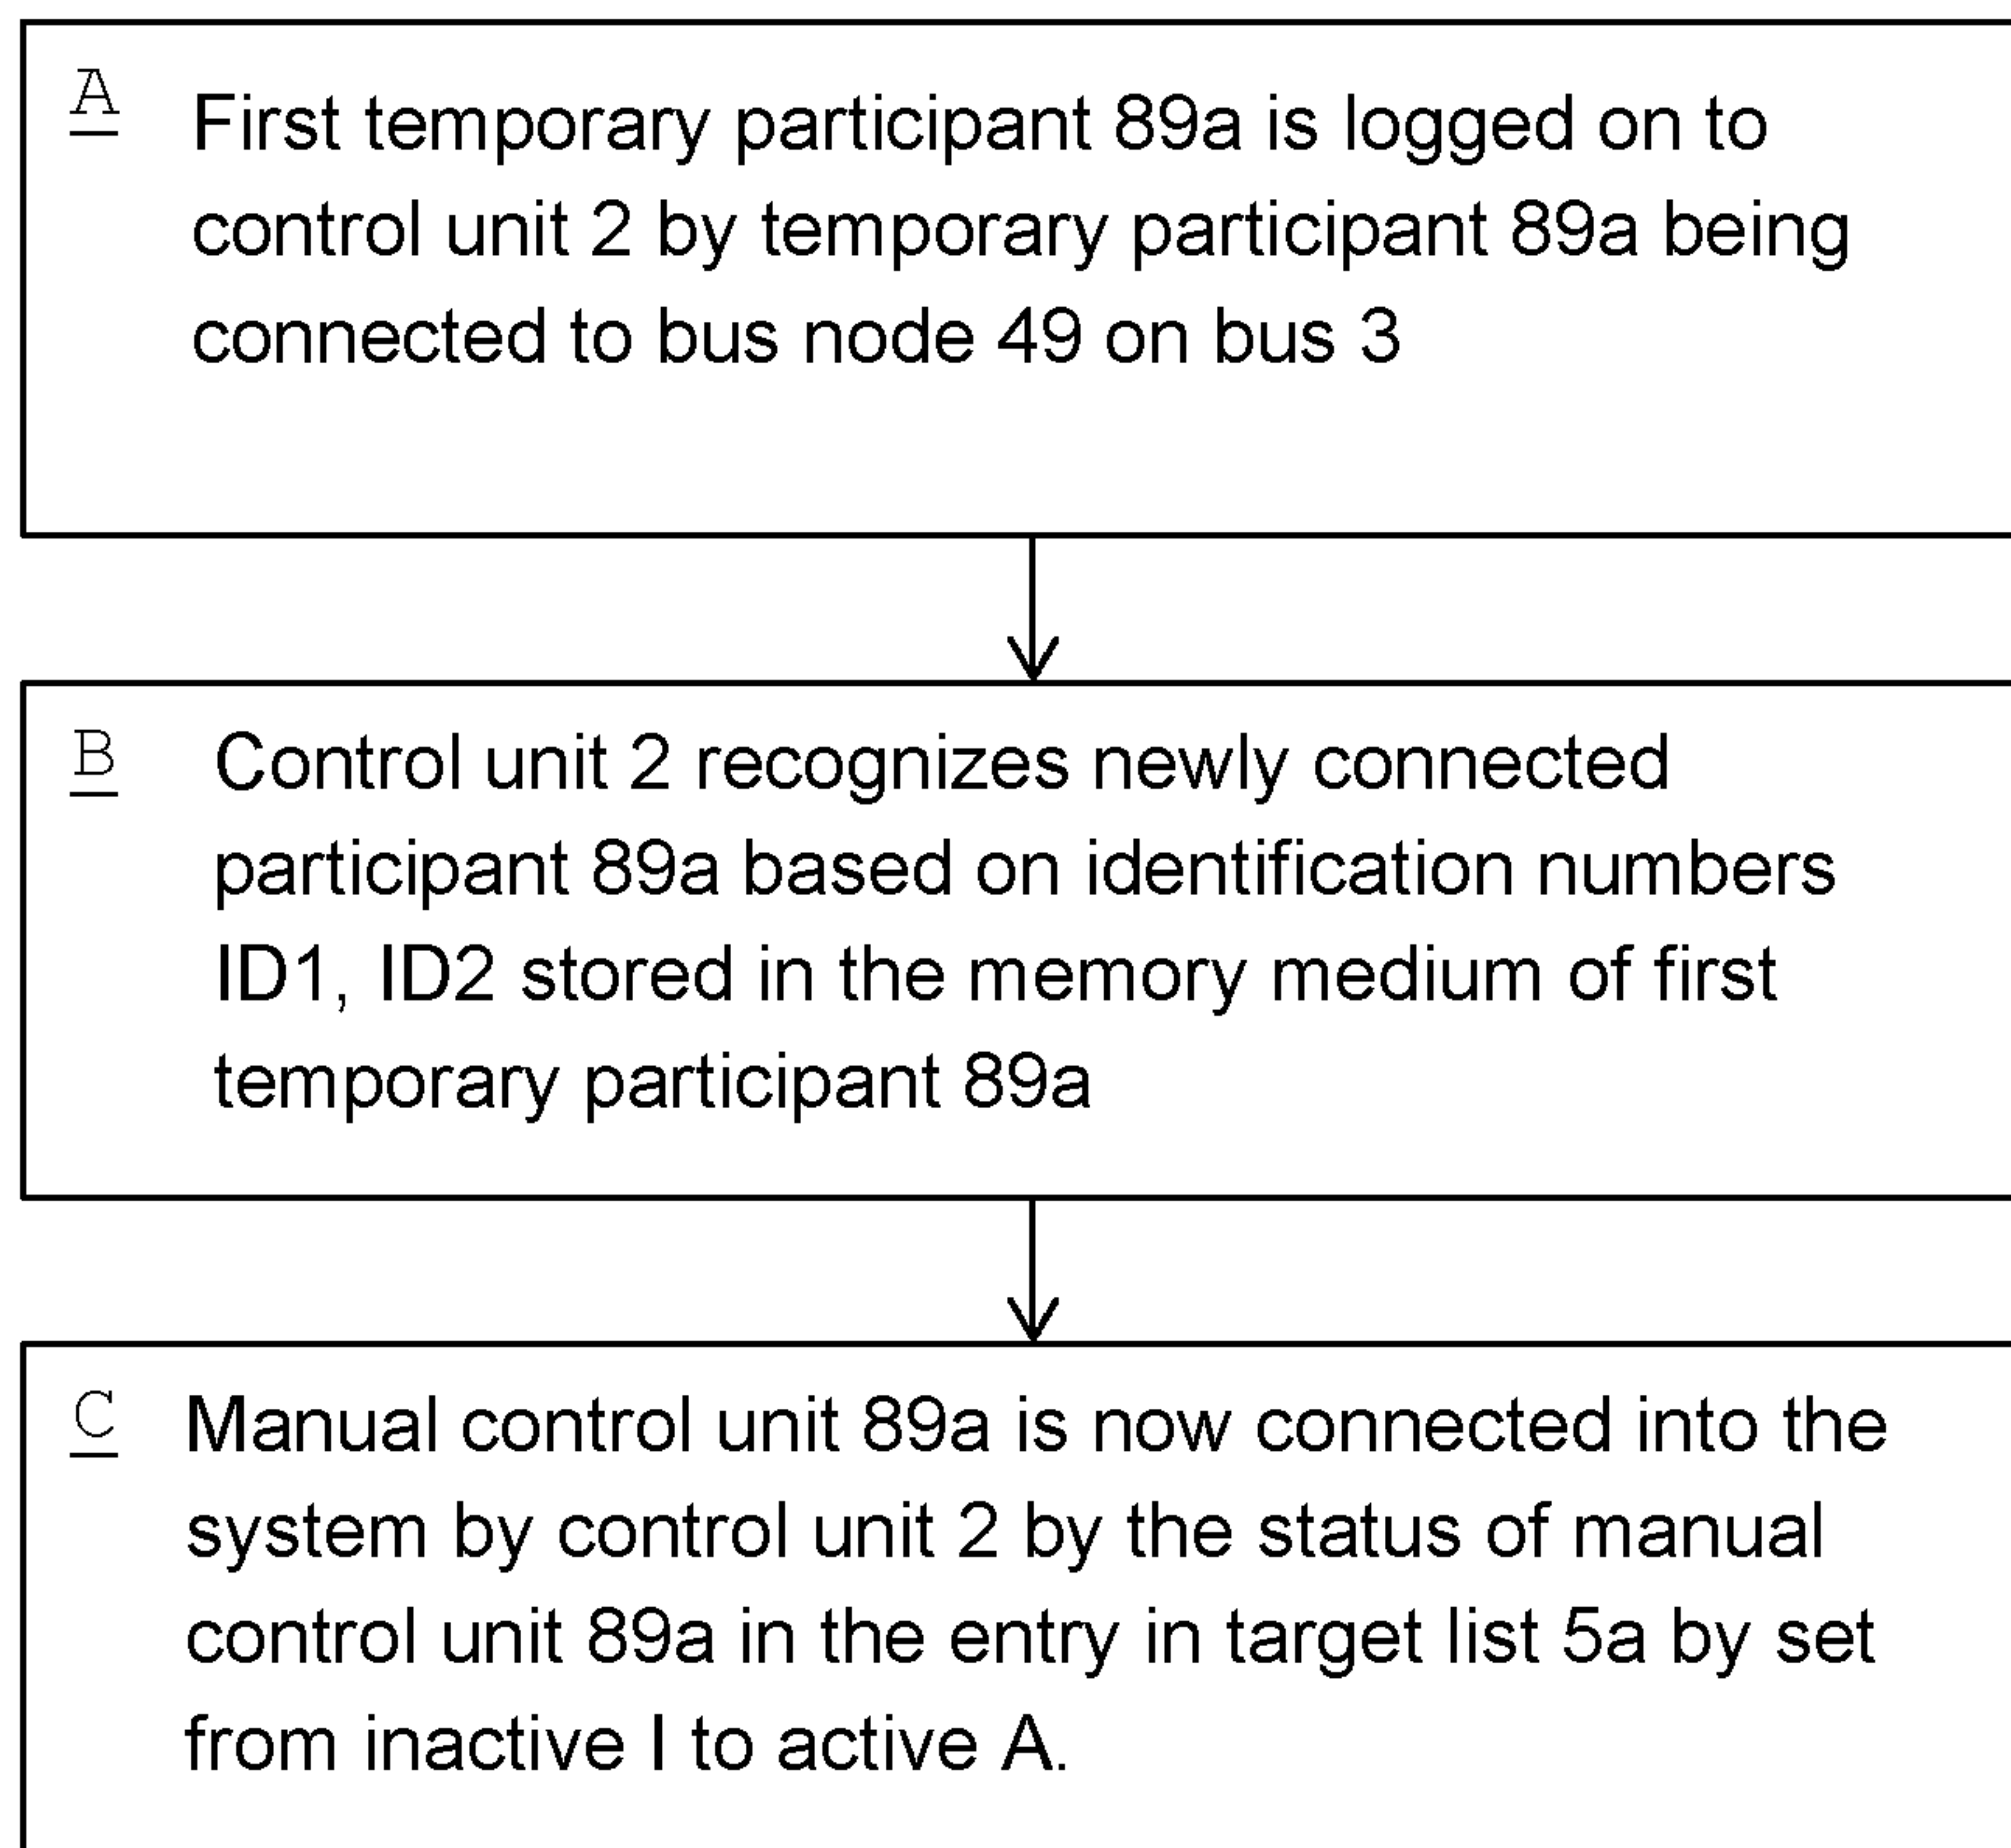 A First temporary participant 89a is logged on to
control unit 2 by temporary participant 89a being
connected to bus node 49 on bus 3
B Control unit 2 recognizes newly connected
participant 89a based on identification numbers
ID1, ID2 stored in the memory medium of first
temporary participant 89a
C Manual control unit 89a is now connected into the
system by control unit 2 by the status of manual
control unit 89a in the entry in target list 5a by set
from inactive I to active A.